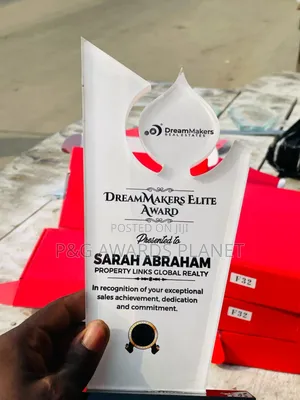 DreamMakers
REAL ESTATES
DREAMMAKERS ELITE
AWARD
POSTED ON JIJI
Presented to
P&G AWARDS PLANET
SARAH ABRAHAM
PROPERTY LINKS GLOBAL REALTY
In recognition of your exceptional
sales achievement, dedication
and commitment.
F32
F32